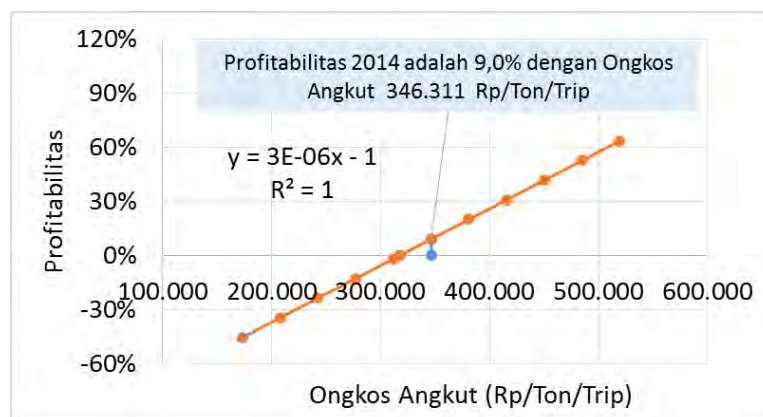 120%
90%
60%
30%
0%
-30%
-60%
Profitabilitas
Profitabilitas 2014 adalah 9,0% dengan Ongkos
Angkut 346.311 Rp/Ton/Trip
y = 3E-06x - 1
R² = 1
100.000 200.000 300.000 400.000 500.000 600.000
Ongkos Angkut (Rp/Ton/Trip)